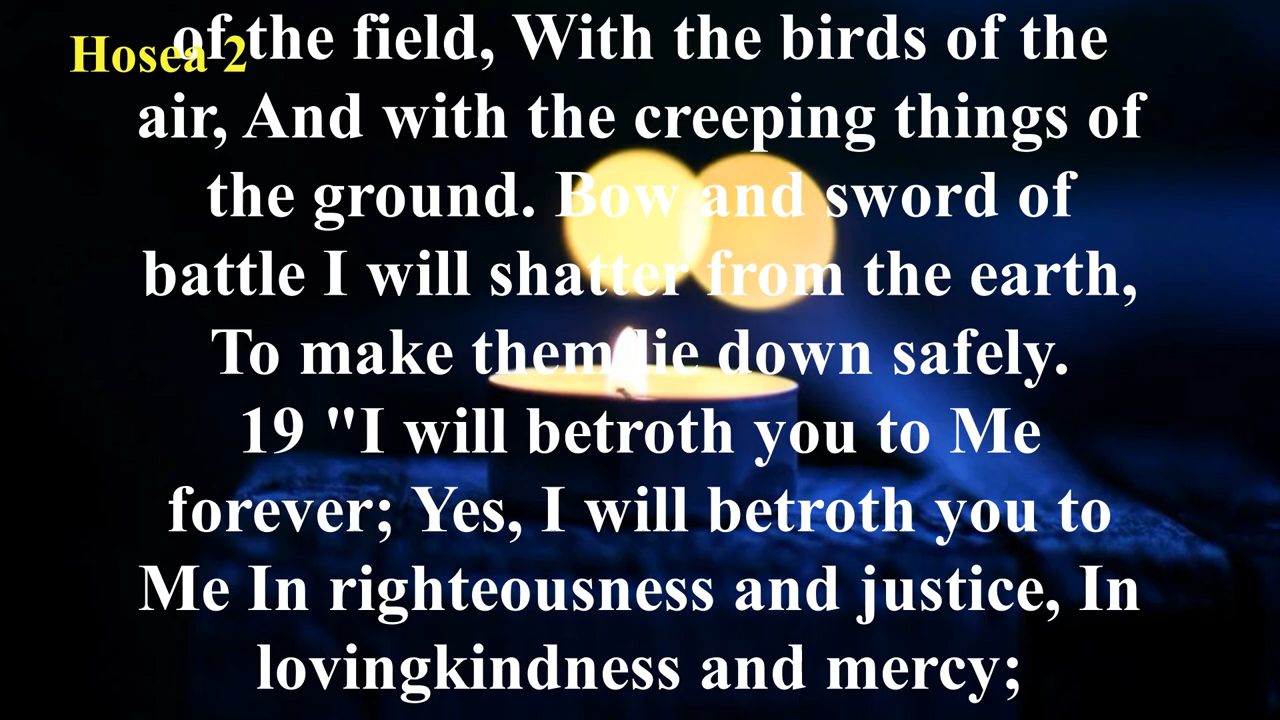 Hosea 2
of the field, With the birds of the
air, And with the creeping things of
the ground. Bow and sword of
battle I will shatter from the earth,
To make them lie down safely.
19 "I will betroth you to Me
forever; Yes, I will betroth you to
Me In righteousness and justice, In
lovingkindness and mercy;